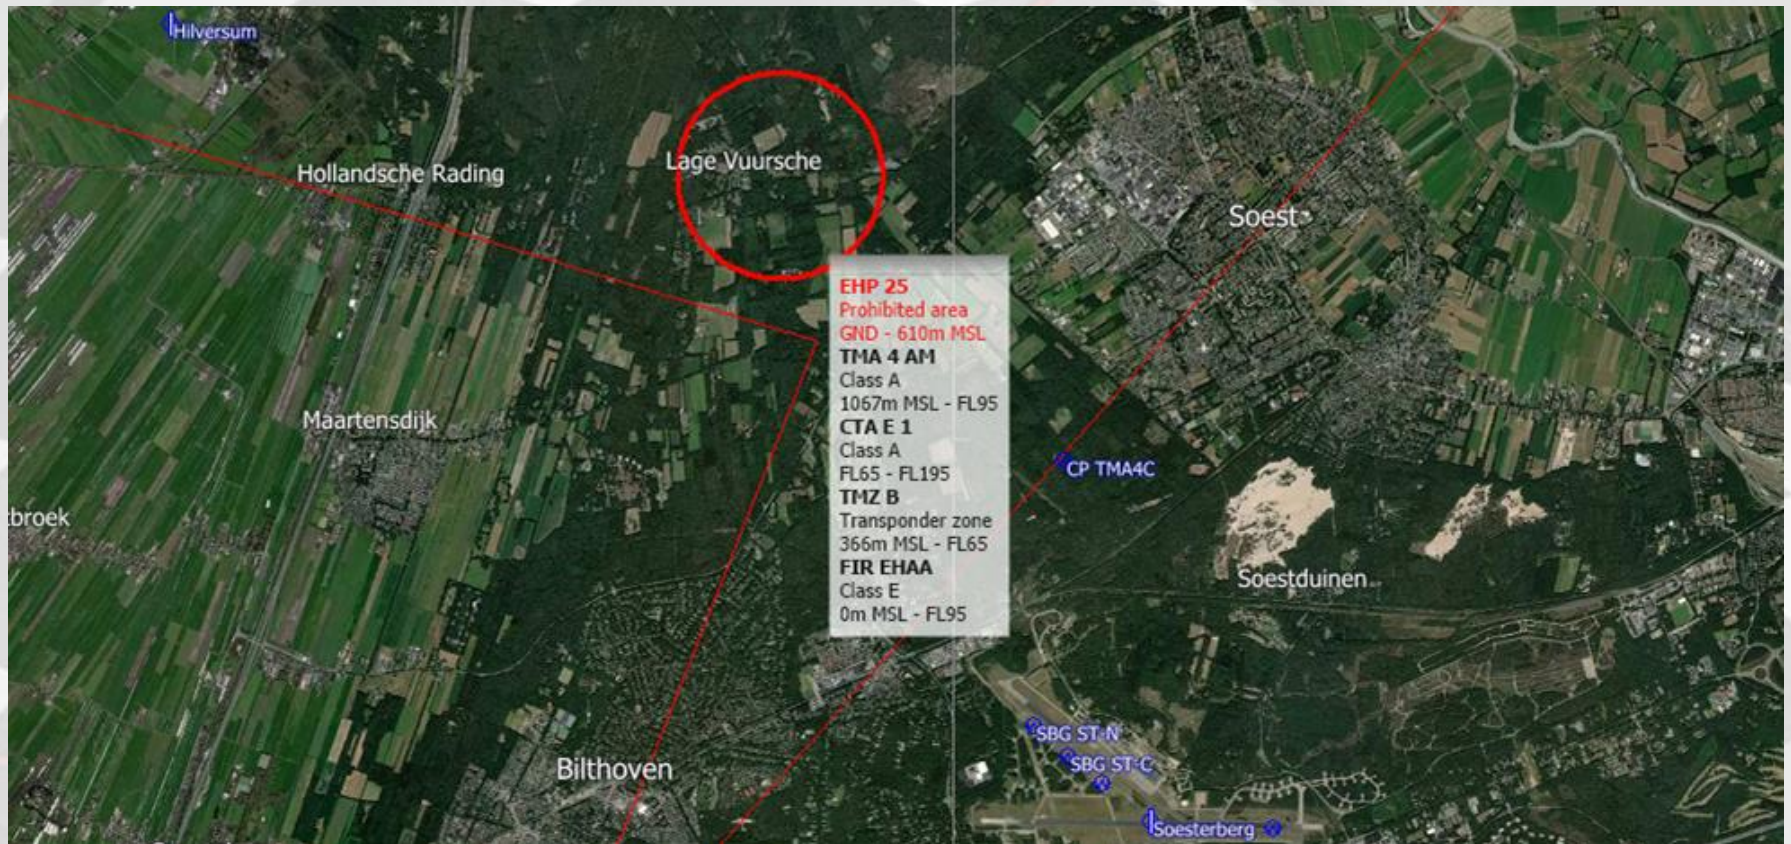 Hilversum
Hollandsche Rading
Lage Vuursche
Soest
EHP 25
Prohibited area
GND - 610m MSL
TMA 4 AM
Class A
1067m MSL - FL95
CTA E 1
Class A
FL65 - FL195
TMZ B
Transponder zone
366m MSL - FL65
FIR EHAA
Class E
0m MSL - FL95
Maartensdijk
CP TMA4C
tbroek
Soestduinen
SBG ST-N
SBG ST-C
Bilthoven
Soesterberg